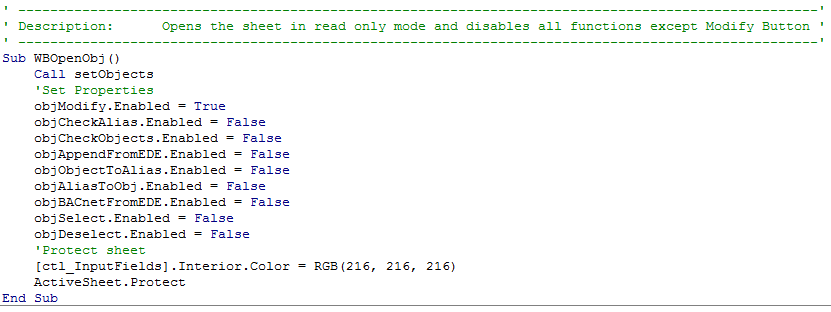 ' ----------------------------------------------------------------------------------------------------'
' Description:      Opens the sheet in read only mode and disables all functions except Modify Button '
' ----------------------------------------------------------------------------------------------------'
Sub WBOpenObj()
    Call setObjects
    'Set Properties
    objModify.Enabled = True
    objCheckAlias.Enabled = False
    objCheckObjects.Enabled = False
    objAppendFromEDE.Enabled = False
    objObjectToAlias.Enabled = False
    objAliasToObj.Enabled = False
    objBACnetFromEDE.Enabled = False
    objSelect.Enabled = False
    objDeselect.Enabled = False
    'Protect sheet
    [ctl_InputFields].Interior.Color = RGB(216, 216, 216)
    ActiveSheet.Protect
End Sub